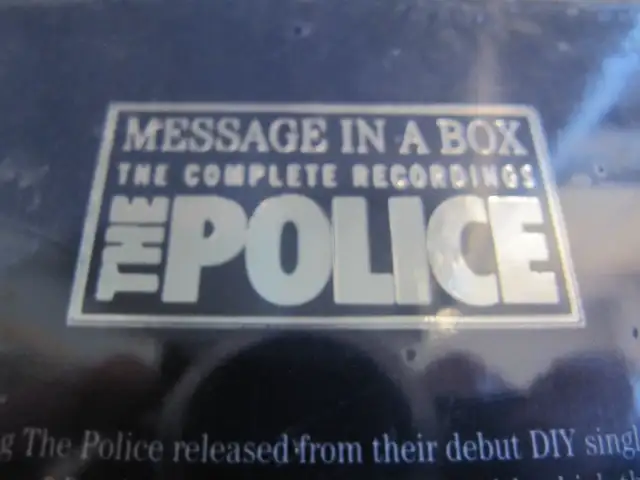 MESSAGE IN A BOX
THE COMPLETE RECORDINGS
THE POLICE
g The Police released from their debut DIY singl